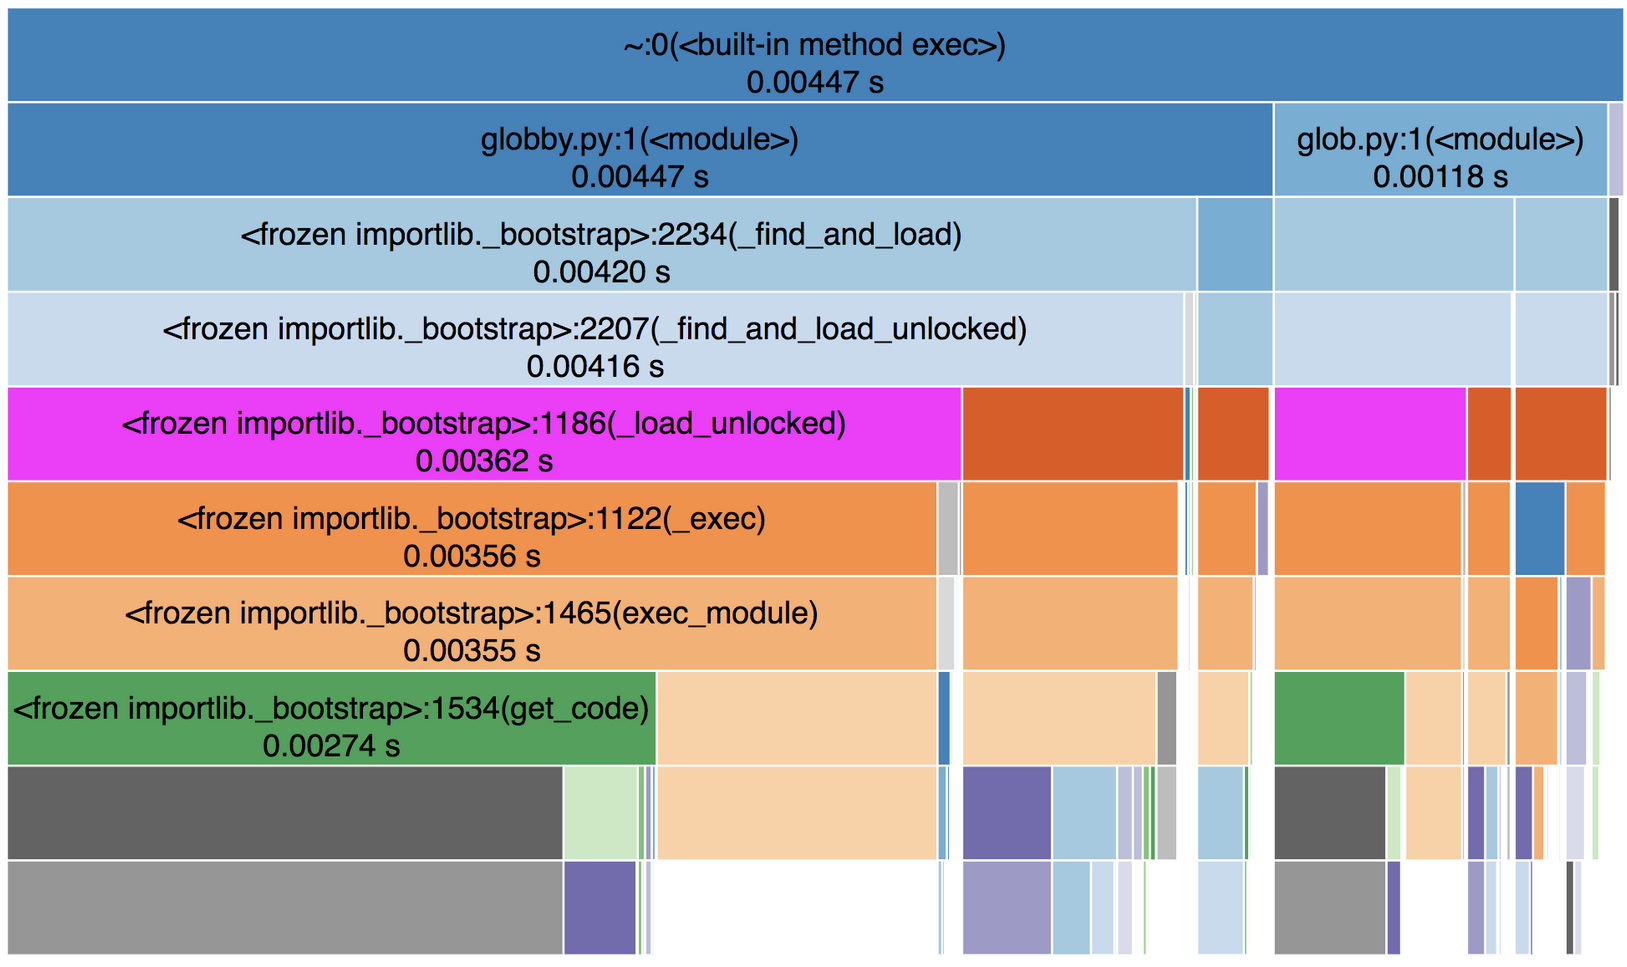 ~:0(<built-in method exec>)
0.00447 s
globby.py:1(<module>)
0.00447 s
glob.py:1(<module>)
0.00118 s
<frozen importlib._bootstrap>:2234(_find_and_load)
0.00420 s
<frozen importlib._bootstrap>:2207(_find_and_load_unlocked)
0.00416 s
<frozen importlib._bootstrap>:1186(_load_unlocked)
0.00362 s
<frozen importlib._bootstrap>:1122(_exec)
0.00356 s
<frozen importlib._bootstrap>:1465(exec_module)
0.00355 s
<frozen importlib._bootstrap>:1534(get_code)
0.00274 s